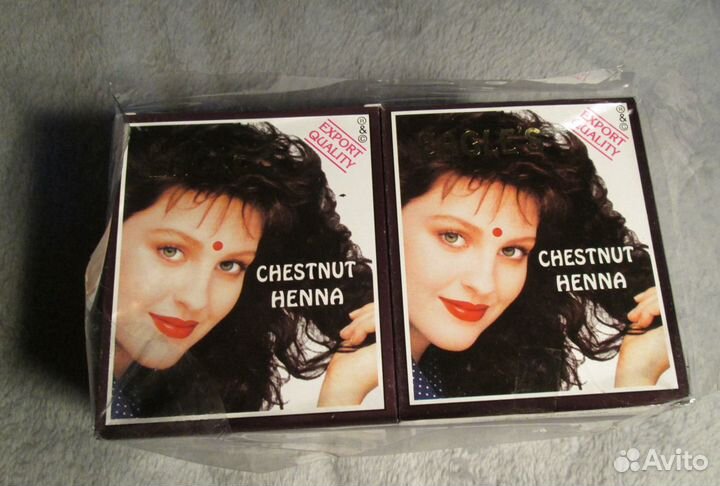 EXPORT
QUALITY
® & ©
CHESTNUT
HENNA
EXPORT
QUALITY
® & ©
CHESTNUT
HENNA
Avito